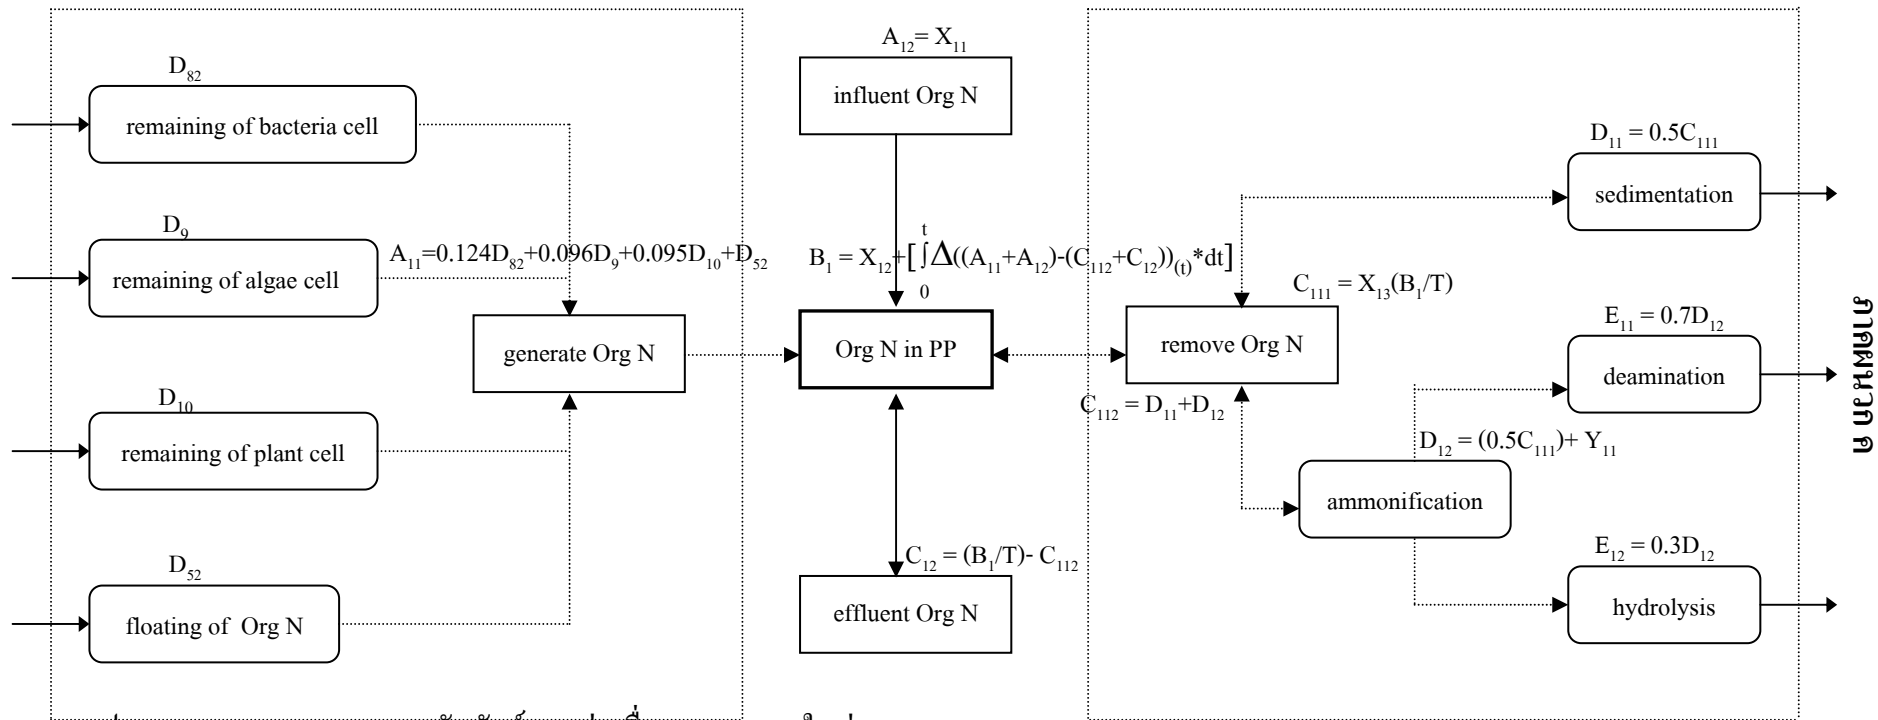 D₈₂
remaining of bacteria cell
D₉
remaining of algae cell
A₁₁=0.124D₈₂+0.096D₉+0.095D₁₀+D₅₂
generate Org N
D₁₀
remaining of plant cell
D₅₂
floating of Org N
A₁₂= X₁₁
influent Org N
t
B₁ = X₁₂+[∫Δ((A₁₁+A₁₂)-(C₁₁₂+C₁₂))₍t₎*dt]
0
Org N in PP
C₁₂ = (B₁/T)- C₁₁₂
effluent Org N
D₁₁ = 0.5C₁₁₁
sedimentation
C₁₁₁ = X₁₃(B₁/T)
remove Org N
C₁₁₂ = D₁₁+D₁₂
E₁₁ = 0.7D₁₂
deamination
D₁₂ = (0.5C₁₁₁)+ Y₁₁
ammonification
E₁₂ = 0.3D₁₂
hydrolysis